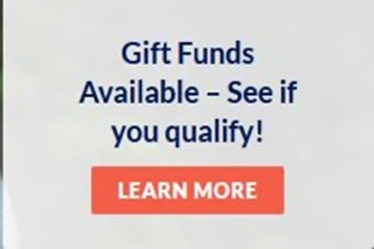 Gift Funds
Available – See if
you qualify!
LEARN MORE